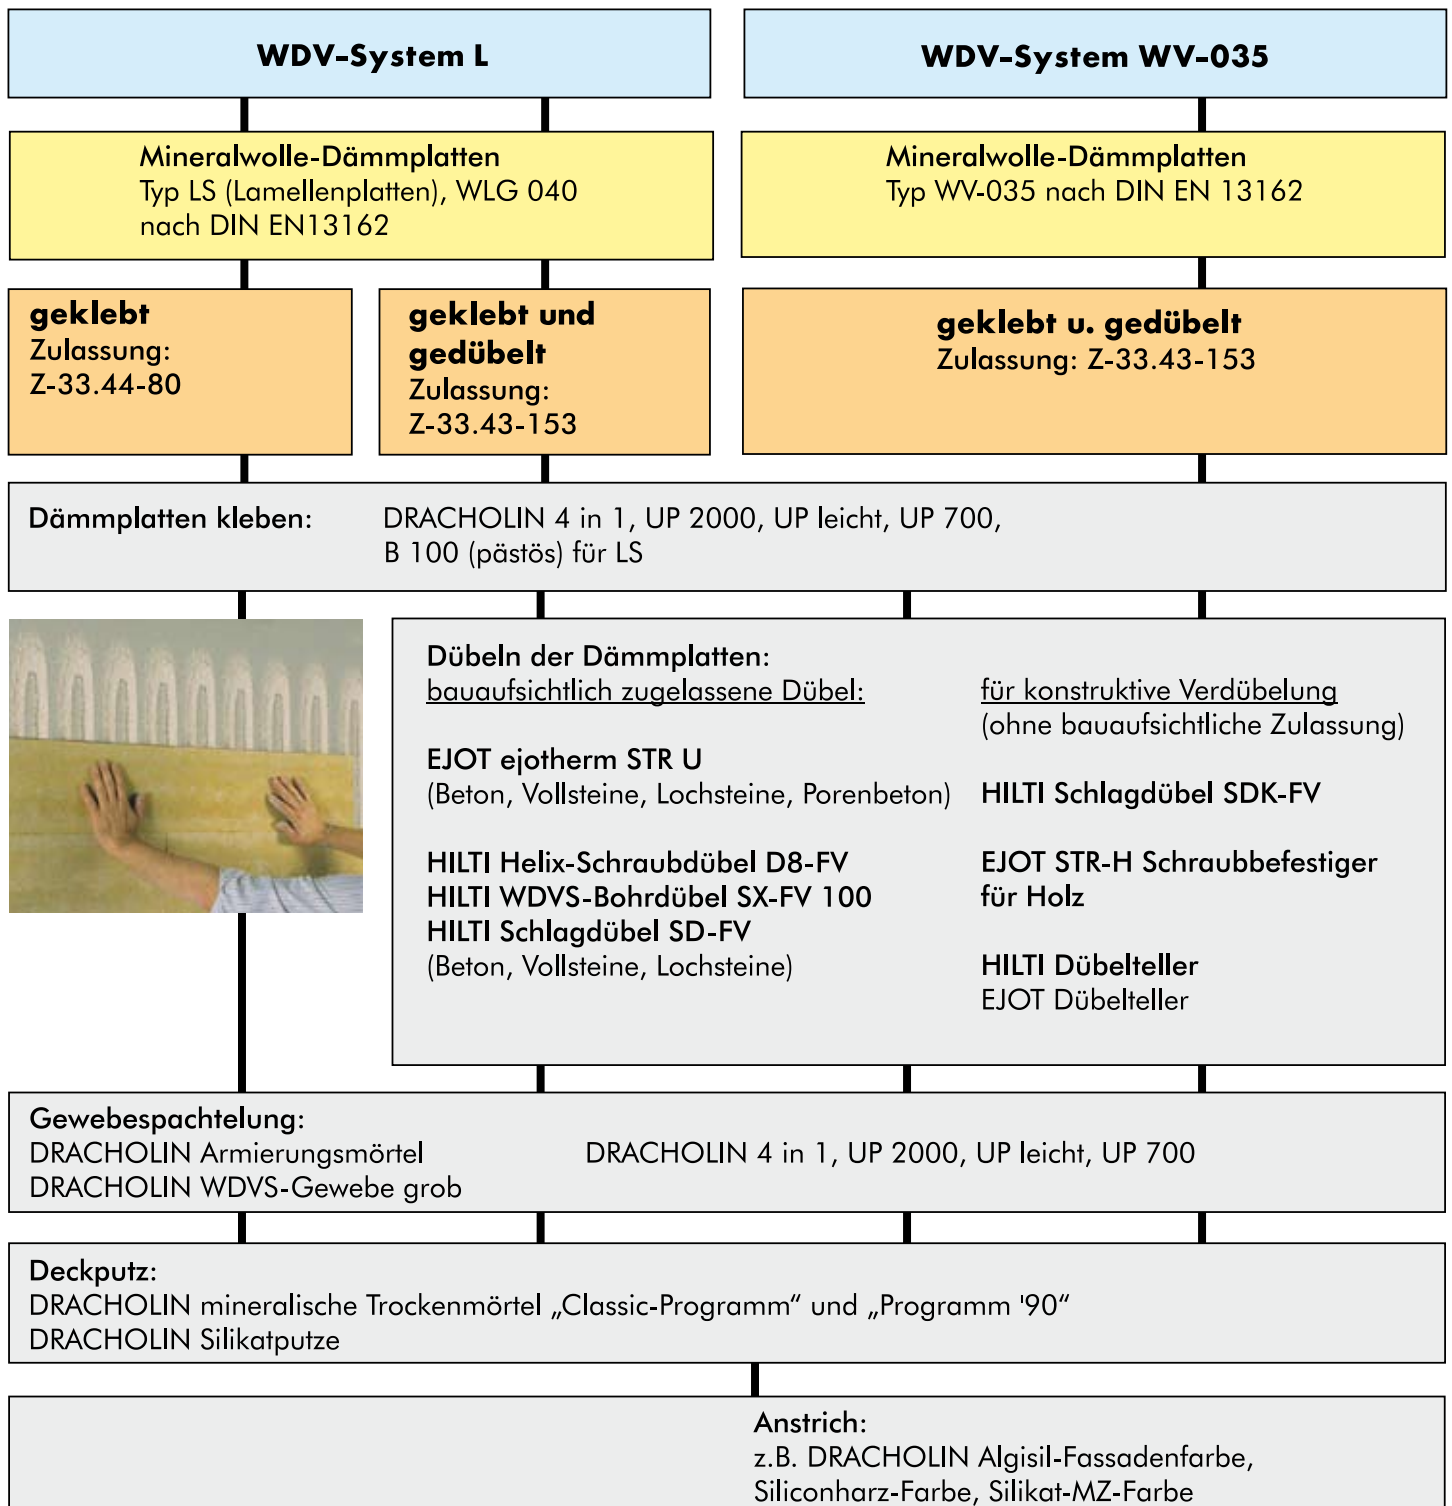 WDV-System L
WDV-System WV-035
Mineralwolle-Dämmplatten
Typ LS (Lamellenplatten), WLG 040
nach DIN EN13162
Mineralwolle-Dämmplatten
Typ WV-035 nach DIN EN 13162
geklebt
Zulassung:
Z-33.44-80
geklebt und
gedübelt
Zulassung:
Z-33.43-153
geklebt u. gedübelt
Zulassung: Z-33.43-153
Dämmplatten kleben: DRACHOLIN 4 in 1, UP 2000, UP leicht, UP 700,
B 100 (pästös) für LS
Dübeln der Dämmplatten:
bauaufsichtlich zugelassene Dübel:
EJOT ejotherm STR U
(Beton, Vollsteine, Lochsteine, Porenbeton)
HILTI Helix-Schraubdübel D8-FV
HILTI WDVS-Bohrdübel SX-FV 100
HILTI Schlagdübel SD-FV
(Beton, Vollsteine, Lochsteine)
für konstruktive Verdübelung
(ohne bauaufsichtliche Zulassung)
HILTI Schlagdübel SDK-FV
EJOT STR-H Schraubbefestiger
für Holz
HILTI Dübelteller
EJOT Dübelteller
Gewebespachtelung:
DRACHOLIN Armierungsmörtel DRACHOLIN 4 in 1, UP 2000, UP leicht, UP 700
DRACHOLIN WDVS-Gewebe grob
Deckputz:
DRACHOLIN mineralische Trockenmörtel „Classic-Programm“ und „Programm '90“
DRACHOLIN Silikatputze
Anstrich:
z.B. DRACHOLIN Algisil-Fassadenfarbe,
Siliconharz-Farbe, Silikat-MZ-Farbe